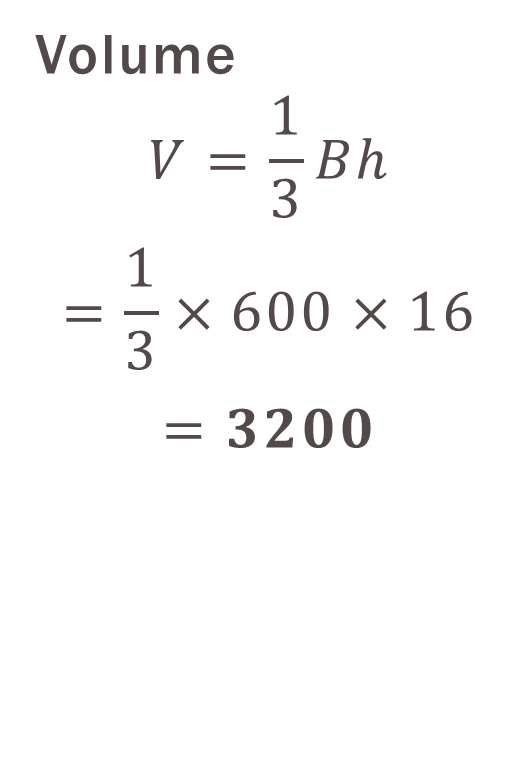 Volume
V = 1/3 Bh
= 1/3 × 600 × 16
= 3200